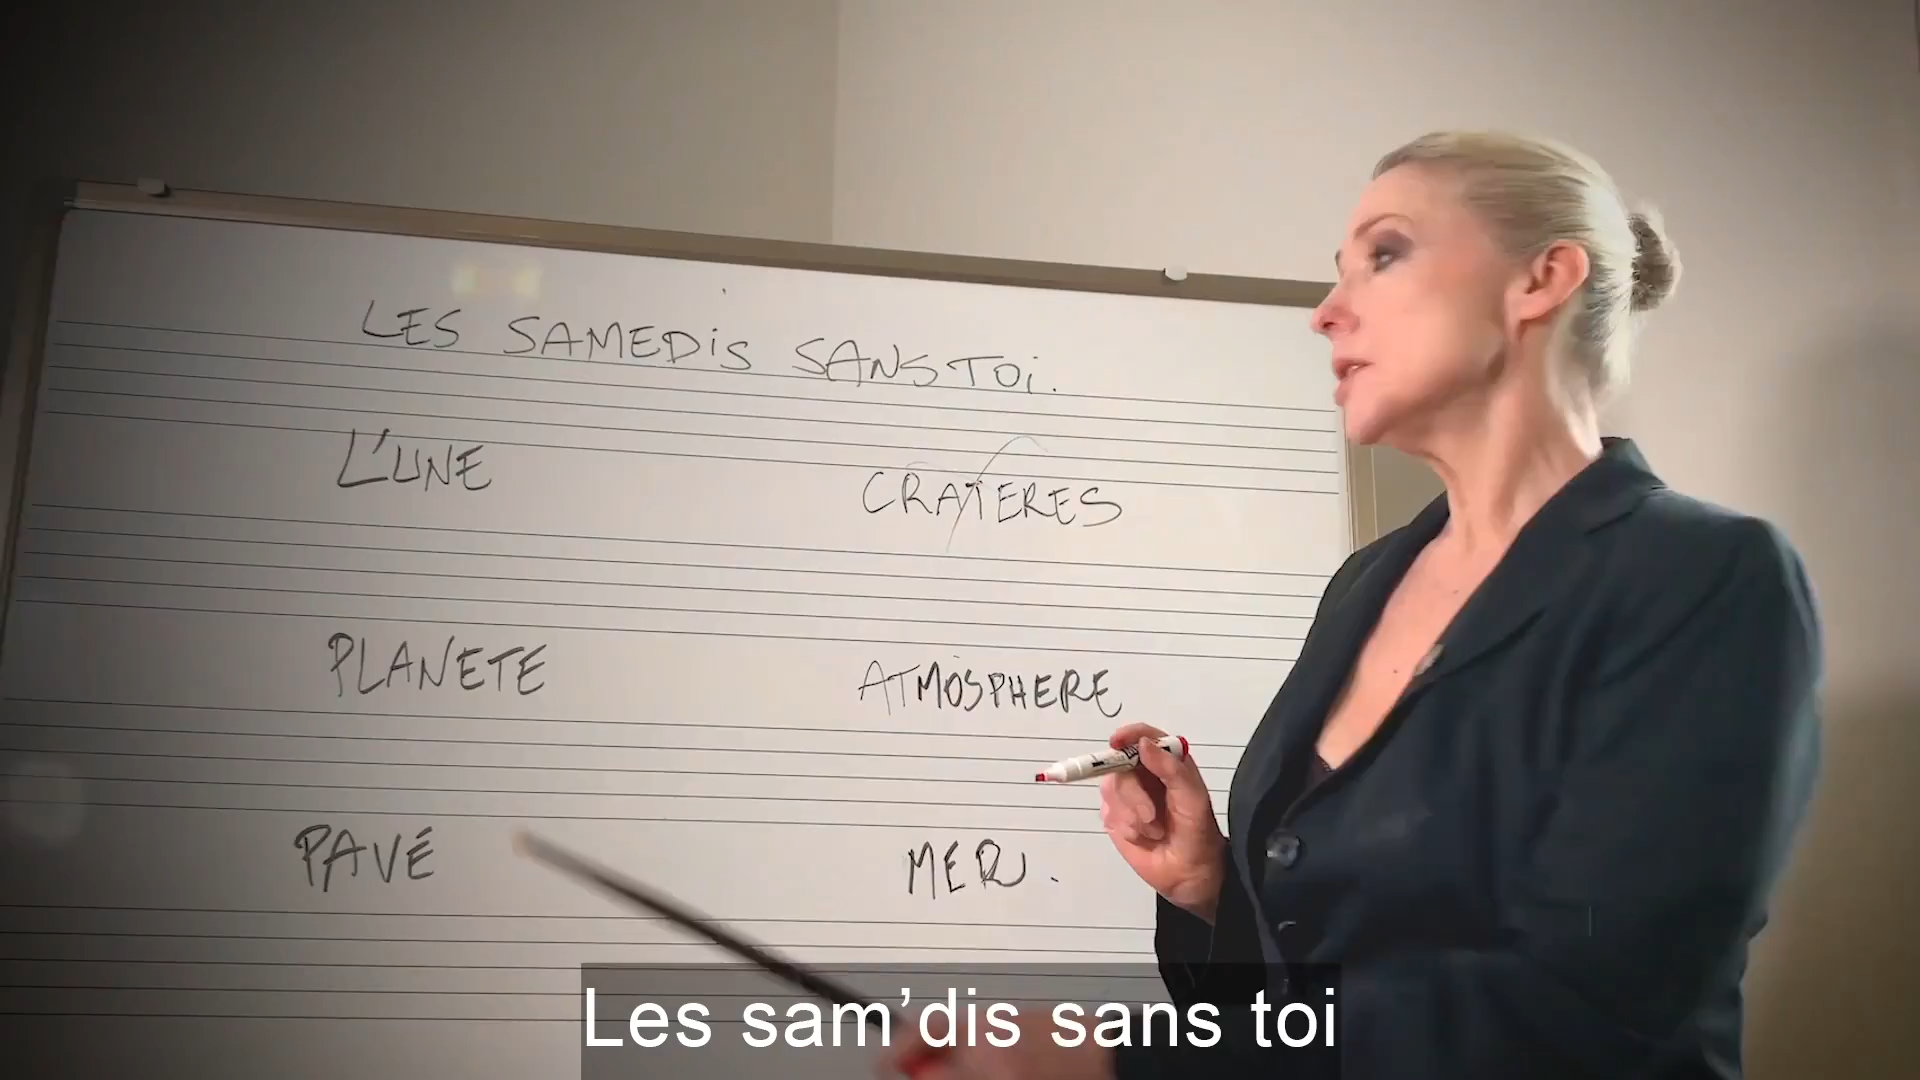 LES SAMEDIS SANS TOI.
L'UNE CRATERES
PLANETE ATMOSPHERE
PAVÉ MER.
Les sam’dis sans toi